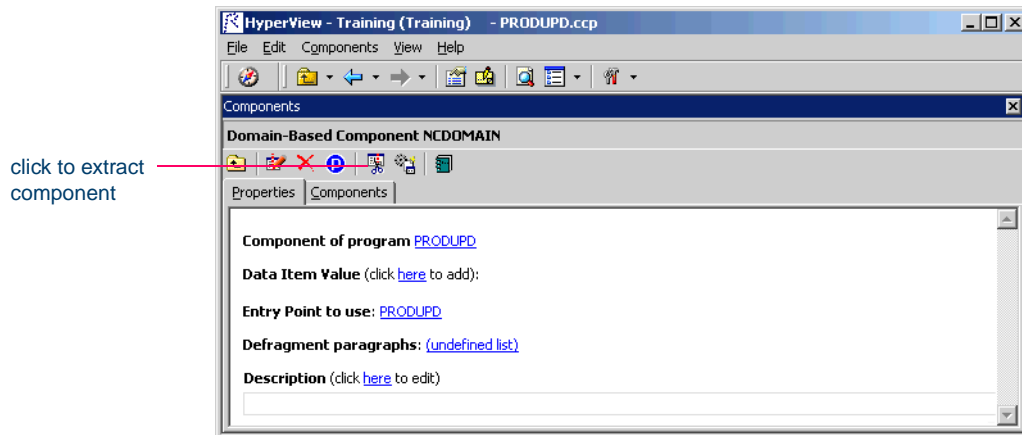 HyperView - Training (Training) - PRODUPD.ccp
File Edit Components View Help
Components
Domain-Based Component NCDOMAIN
click to extract
component
Properties Components
Component of program PRODUPD
Data Item Value (click here to add):
Entry Point to use: PRODUPD
Defragment paragraphs: (undefined list)
Description (click here to edit)